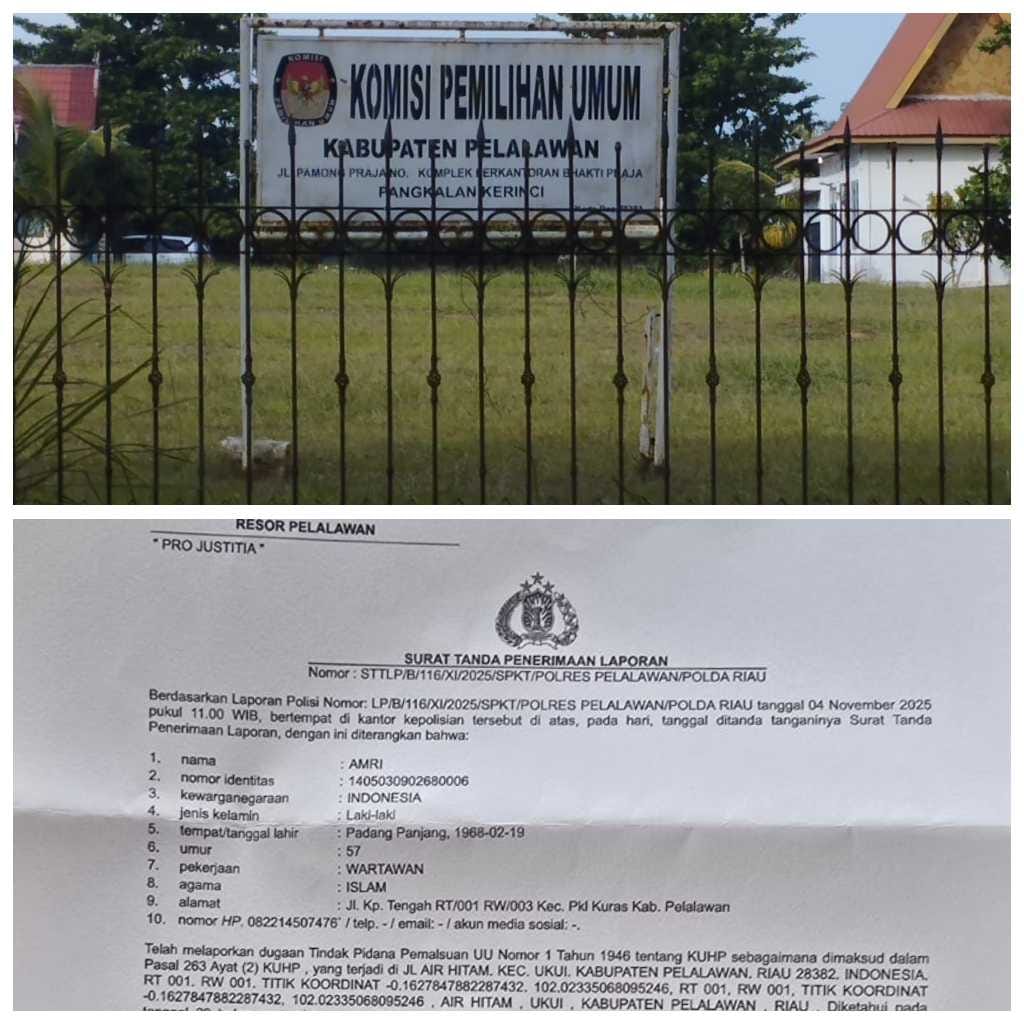 KOMISI
PEMILIHAN UMUM
KOMISI PEMILIHAN UMUM
KABUPATEN PELALAWAN
JL. PAMONG PRAJA NO. KOMPLEK PERKANTORAN BHAKTI PRAJA
PANGKALAN KERINCI
RESOR PELALAWAN
" PRO JUSTITIA "
SURAT TANDA PENERIMAAN LAPORAN
Nomor : STTLP/B/116/XI/2025/SPKT/POLRES PELALAWAN/POLDA RIAU
Berdasarkan Laporan Polisi Nomor: LP/B/116/XI/2025/SPKT/POLRES PELALAWAN/POLDA RIAU tanggal 04 November 2025
pukul 11.00 WIB, bertempat di kantor kepolisian tersebut di atas, pada hari, tanggal ditanda tanganinya Surat Tanda
Penerimaan Laporan, dengan ini diterangkan bahwa:
1. nama : AMRI
2. nomor identitas : 1405030902680006
3. kewarganegaraan : INDONESIA
4. jenis kelamin : Laki-laki
5. tempat/tanggal lahir : Padang Panjang, 1968-02-19
6. umur : 57
7. pekerjaan : WARTAWAN
8. agama : ISLAM
9. alamat : Jl. Kp. Tengah RT/001 RW/003 Kec. Pkl Kuras Kab. Pelalawan
10. nomor HP. 082214507476` / telp. - / email: - / akun media sosial: -.
Telah melaporkan dugaan Tindak Pidana Pemalsuan UU Nomor 1 Tahun 1946 tentang KUHP sebagaimana dimaksud dalam
Pasal 263 Ayat (2) KUHP , yang terjadi di JL AIR HITAM. KEC. UKUI. KABUPATEN PELALAWAN. RIAU 28382. INDONESIA.
RT 001. RW 001, TITIK KOORDINAT -0.1627847882287432. 102.02335068095246, RT 001, RW 001, TITIK KOORDINAT
-0.1627847882287432, 102.02335068095246 , AIR HITAM , UKUI , KABUPATEN PELALAWAN , RIAU . Diketahui pada